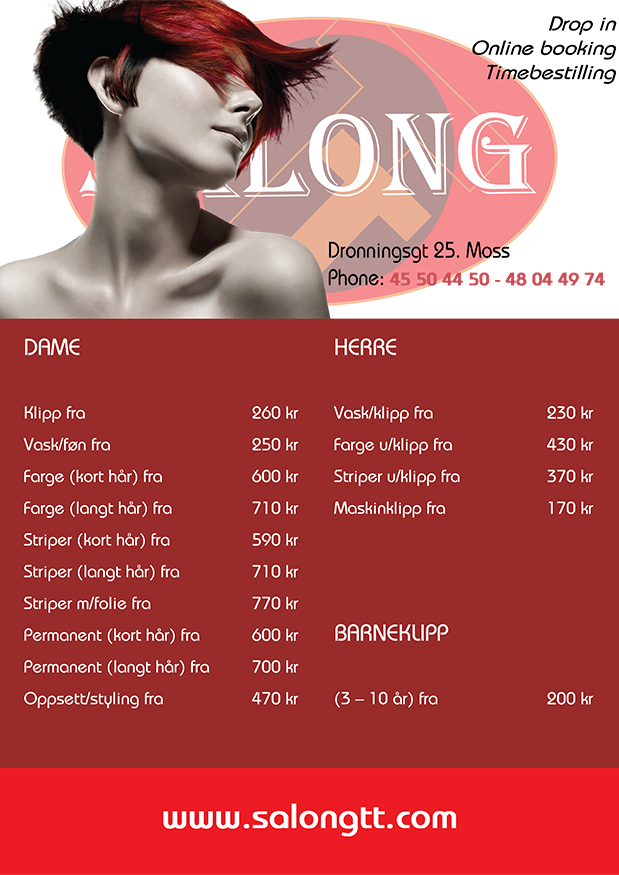 Drop in
Online booking
Timebestilling
SALONG
Dronningsgt 25. Moss
Phone: 45 50 44 50 - 48 04 49 74
DAME
Klipp fra 260 kr
Vask/føn fra 250 kr
Farge (kort hår) fra 600 kr
Farge (langt hår) fra 710 kr
Striper (kort hår) fra 590 kr
Striper (langt hår) fra 710 kr
Striper m/folie fra 770 kr
Permanent (kort hår) fra 600 kr
Permanent (langt hår) fra 700 kr
Oppsett/styling fra 470 kr
HERRE
Vask/klipp fra 230 kr
Farge u/klipp fra 430 kr
Striper u/klipp fra 370 kr
Maskinklipp fra 170 kr
BARNEKLIPP
(3 – 10 år) fra 200 kr
www.salongtt.com